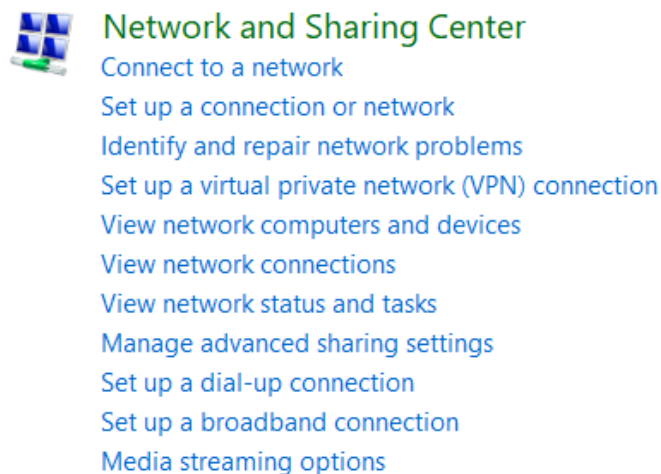 Network and Sharing Center
Connect to a network
Set up a connection or network
Identify and repair network problems
Set up a virtual private network (VPN) connection
View network computers and devices
View network connections
View network status and tasks
Manage advanced sharing settings
Set up a dial-up connection
Set up a broadband connection
Media streaming options